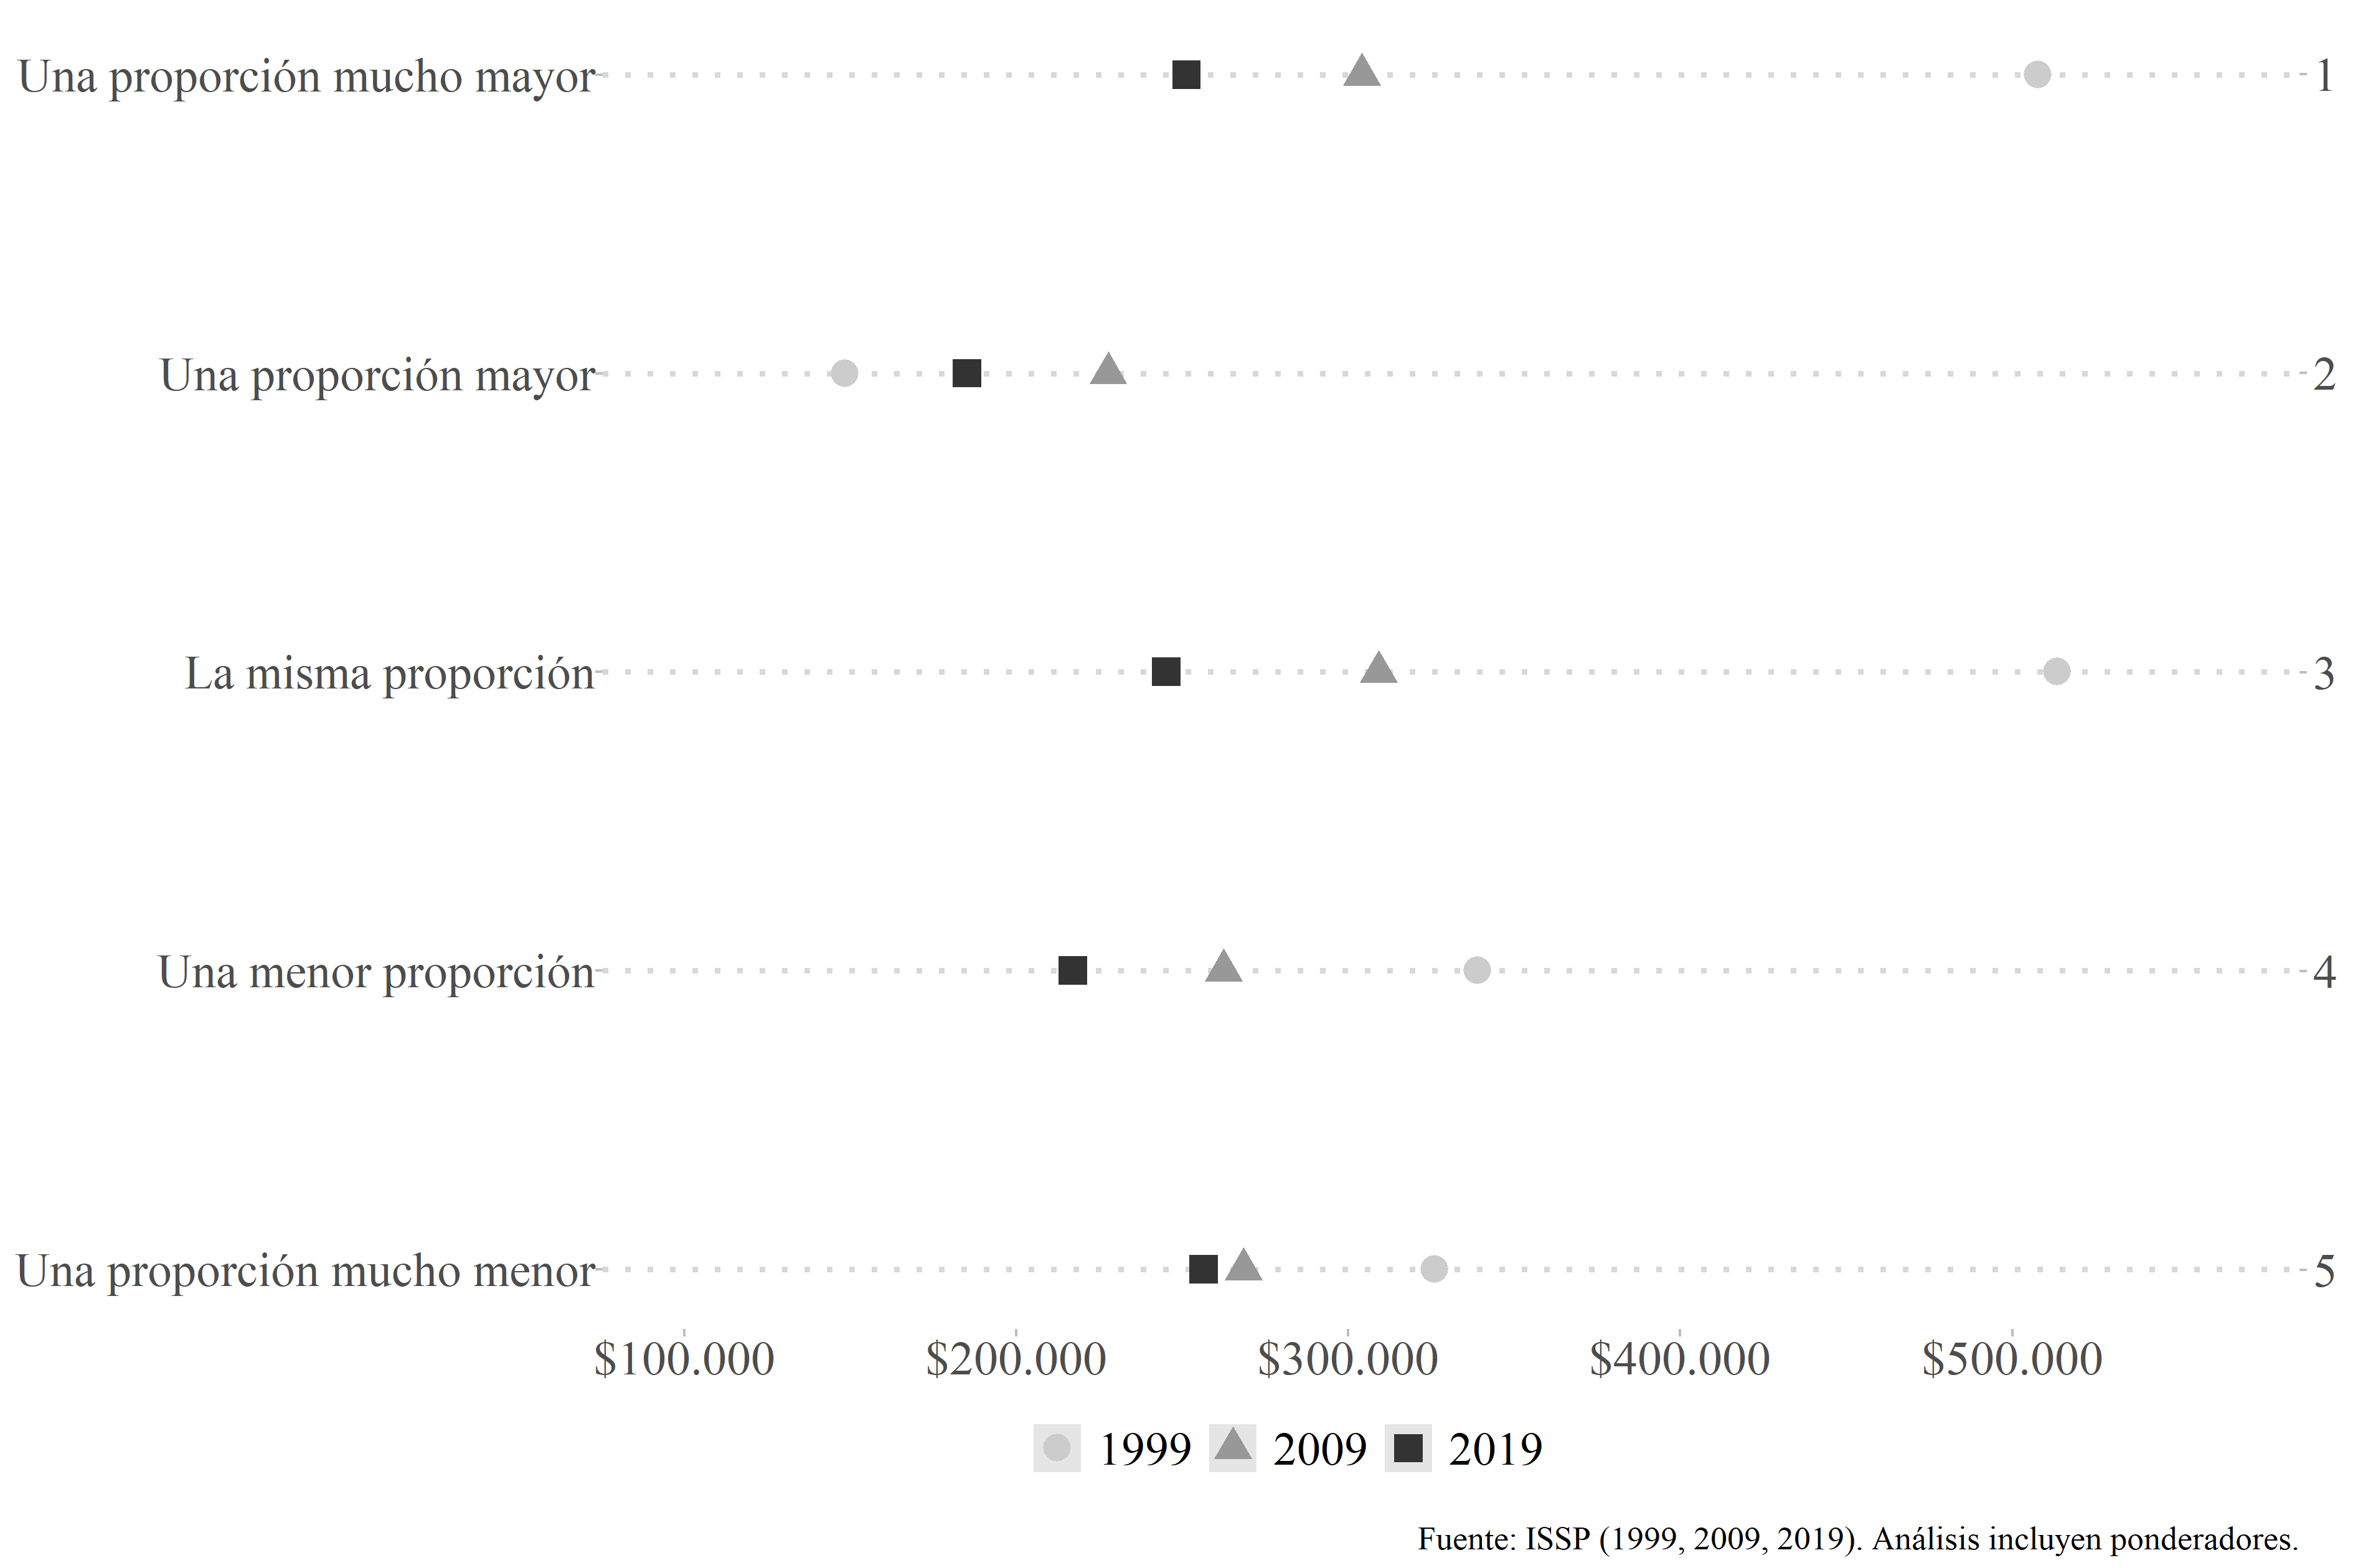 Una proporción mucho mayor 1
Una proporción mayor 2
La misma proporción 3
Una menor proporción 4
Una proporción mucho menor 5
$100.000 $200.000 $300.000 $400.000 $500.000
1999 2009 2019
Fuente: ISSP (1999, 2009, 2019). Análisis incluyen ponderadores.